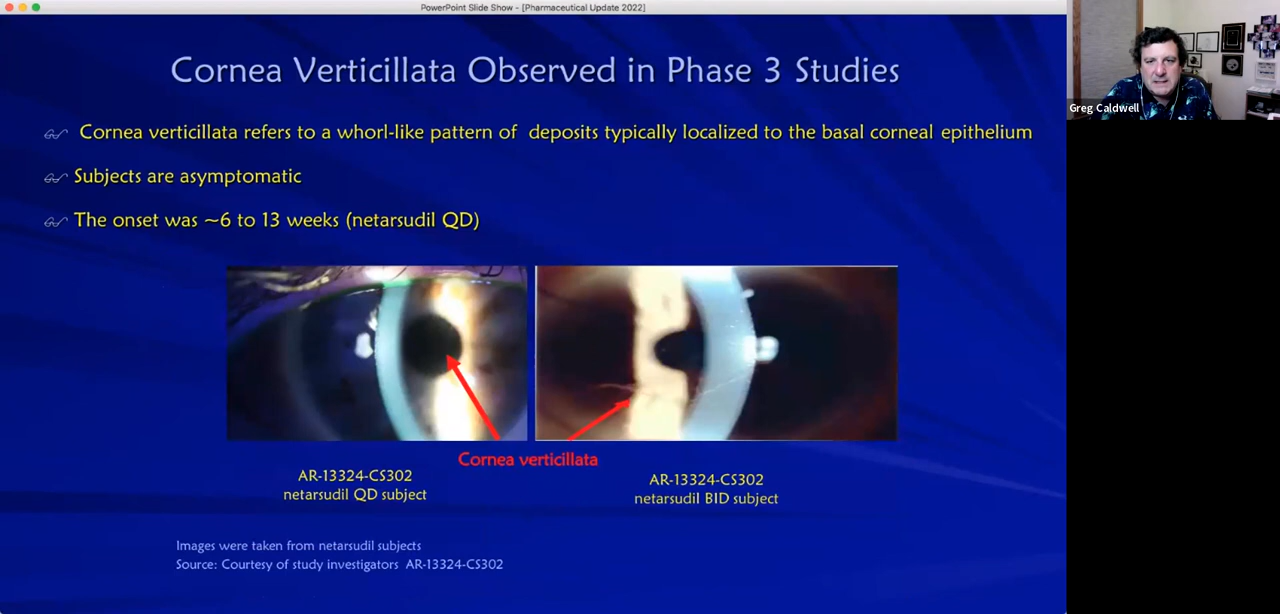 PowerPoint Slide Show - [Pharmaceutical Update 2022]
Cornea Verticillata Observed in Phase 3 Studies
Cornea verticillata refers to a whorl-like pattern of deposits typically localized to the basal corneal epithelium
Subjects are asymptomatic
The onset was ~6 to 13 weeks (netarsudil QD)
Cornea verticillata
AR-13324-CS302
netarsudil QD subject
AR-13324-CS302
netarsudil BID subject
Images were taken from netarsudil subjects
Source: Courtesy of study investigators AR-13324-CS302
Greg Caldwell